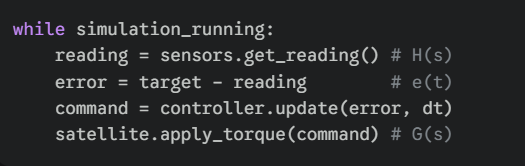 while simulation_running:
    reading = sensors.get_reading() # H(s)
    error = target - reading        # e(t)
    command = controller.update(error, dt)
    satellite.apply_torque(command) # G(s)